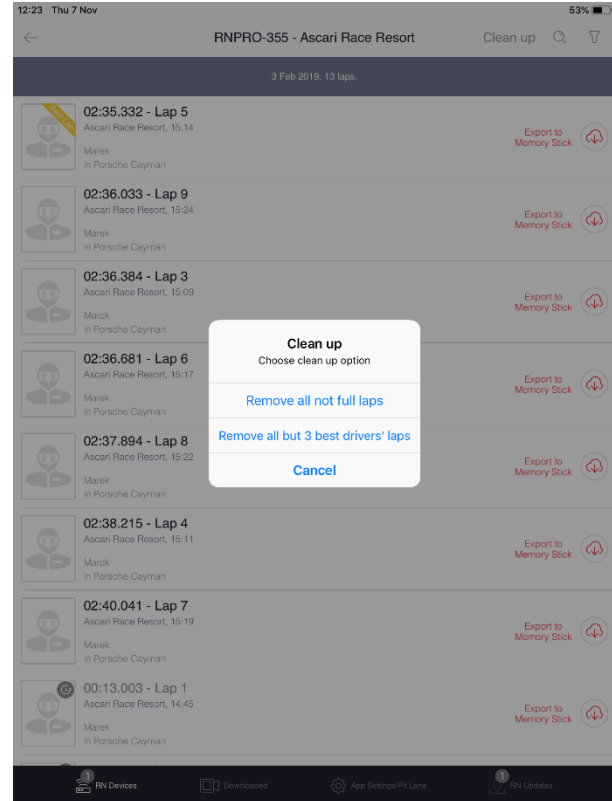 12:23 Thu 7 Nov 53%
RNPRO-355 - Ascari Race Resort Clean up
3 Feb 2019. 13 laps.
Best Lap
02:35.332 - Lap 5
Ascari Race Resort, 15:14
Marek
in Porsche Cayman
Export to
Memory Stick
02:36.033 - Lap 9
Ascari Race Resort, 15:24
Marek
in Porsche Cayman
Export to
Memory Stick
02:36.384 - Lap 3
Ascari Race Resort, 15:09
Marek
in Porsche Cayman
Export to
Memory Stick
02:36.681 - Lap 6
Ascari Race Resort, 15:17
Marek
in Porsche Cayman
Export to
Memory Stick
02:37.894 - Lap 8
Ascari Race Resort, 15:22
Marek
in Porsche Cayman
Export to
Memory Stick
02:38.215 - Lap 4
Ascari Race Resort, 15:11
Marek
in Porsche Cayman
Export to
Memory Stick
02:40.041 - Lap 7
Ascari Race Resort, 15:19
Marek
in Porsche Cayman
Export to
Memory Stick
00:13.003 - Lap 1
Ascari Race Resort, 14:45
Marek
in Porsche Cayman
Export to
Memory Stick
Clean up
Choose clean up option
Remove all not full laps
Remove all but 3 best drivers' laps
Cancel
1
RN Devices
Downloaded
App Settings/Pit Lane
1
RN Updates